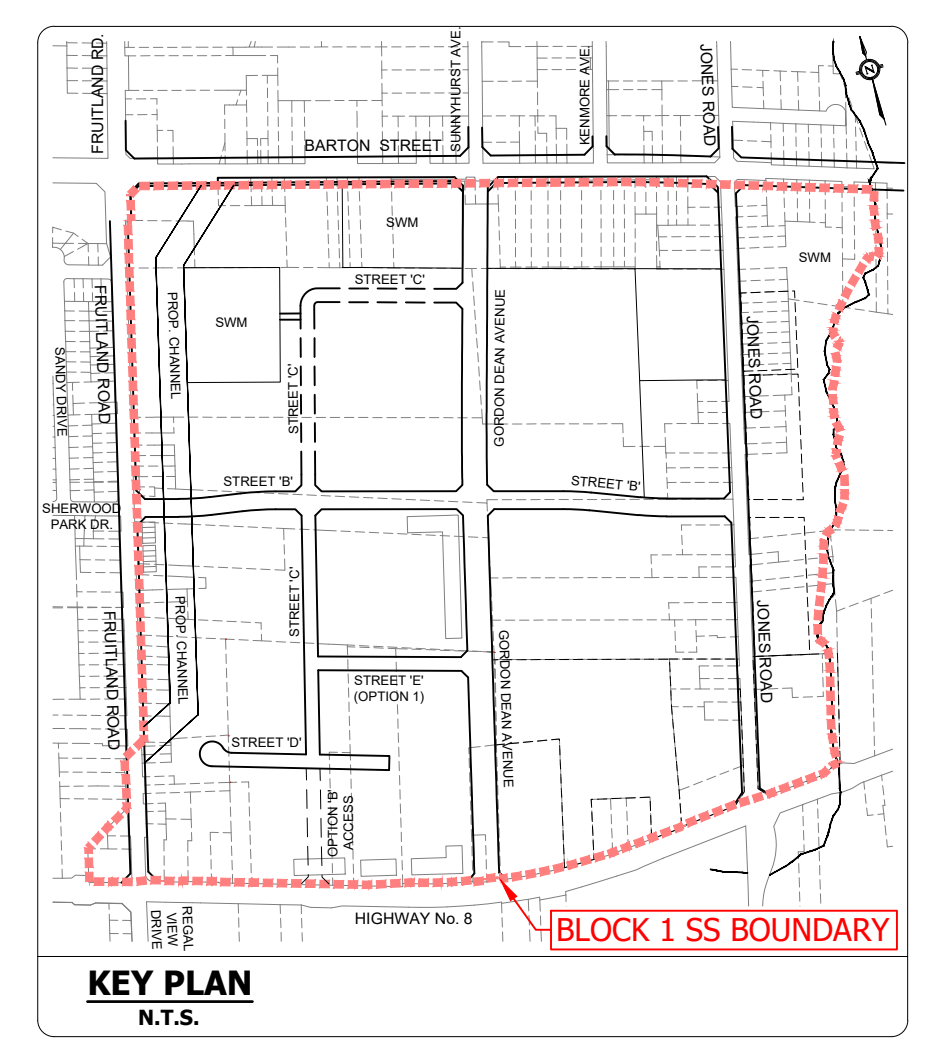 FRUITLAND RD.
SUNNYHURST AVE.
KENMORE AVE.
JONES ROAD
Z
BARTON STREET
SWM
SWM
STREET 'C'
SWM
FRUITLAND ROAD
PROP. CHANNEL
GORDON DEAN AVENUE
JONES ROAD
SANDY DRIVE
STREET 'C'
STREET 'B'
STREET 'B'
SHERWOOD
PARK DR.
STREET 'C'
PROP. CHANNEL
FRUITLAND ROAD
GORDON DEAN AVENUE
JONES ROAD
STREET 'E'
(OPTION 1)
STREET 'D'
OPTION 'B'
ACCESS
REGAL
VIEW
DRIVE
HIGHWAY No. 8
BLOCK 1 SS BOUNDARY
KEY PLAN
N.T.S.